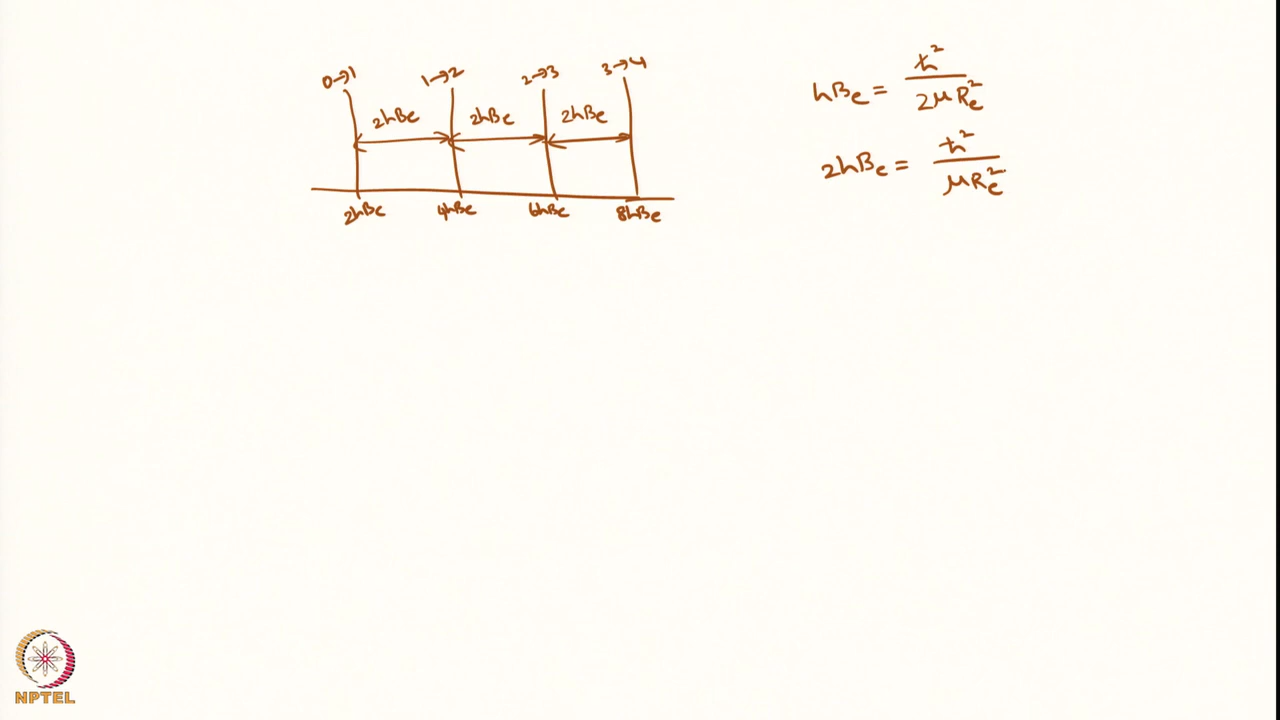 0→1 1→2 2→3 3→4
2hBe 2hBe 2hBe
2hBe 4hBe 6hBe 8hBe
hBe = ℏ² / 2μRe²
2hBe = ℏ² / μRe²
NPTEL